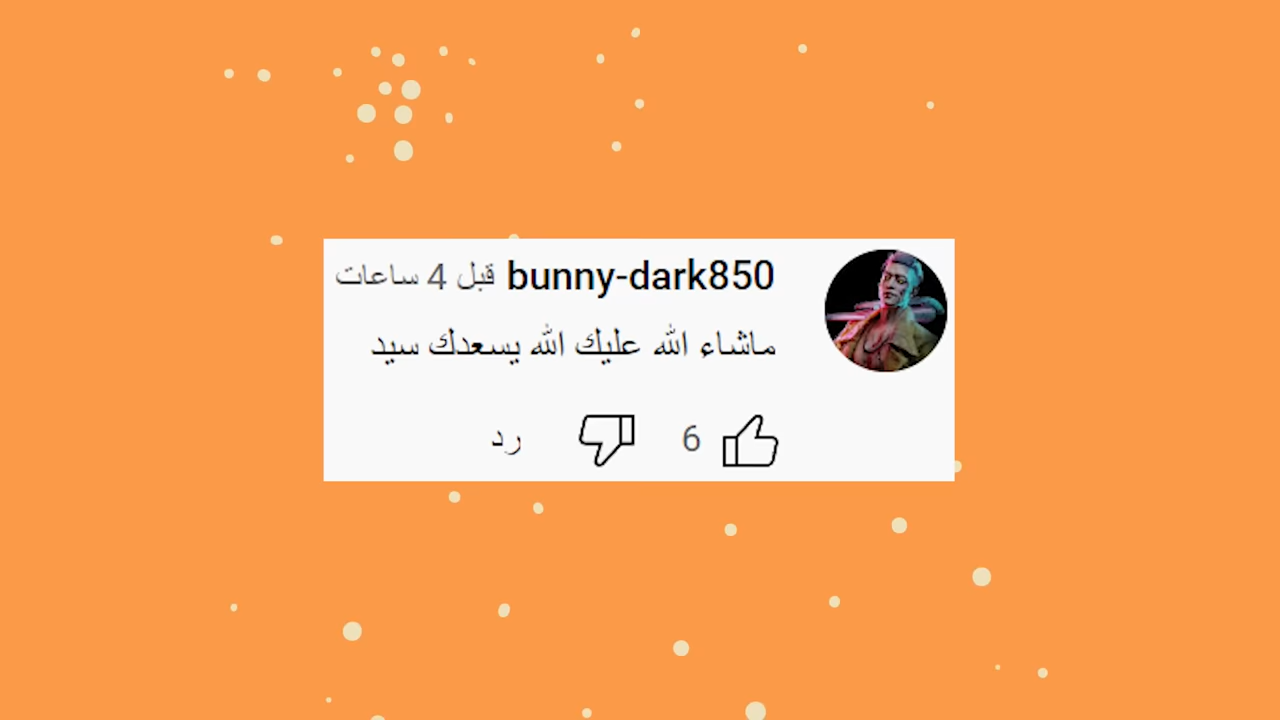 bunny-dark850 قبل 4 ساعات
ماشاء الله عليك الله يسعدك سيد
6 رد